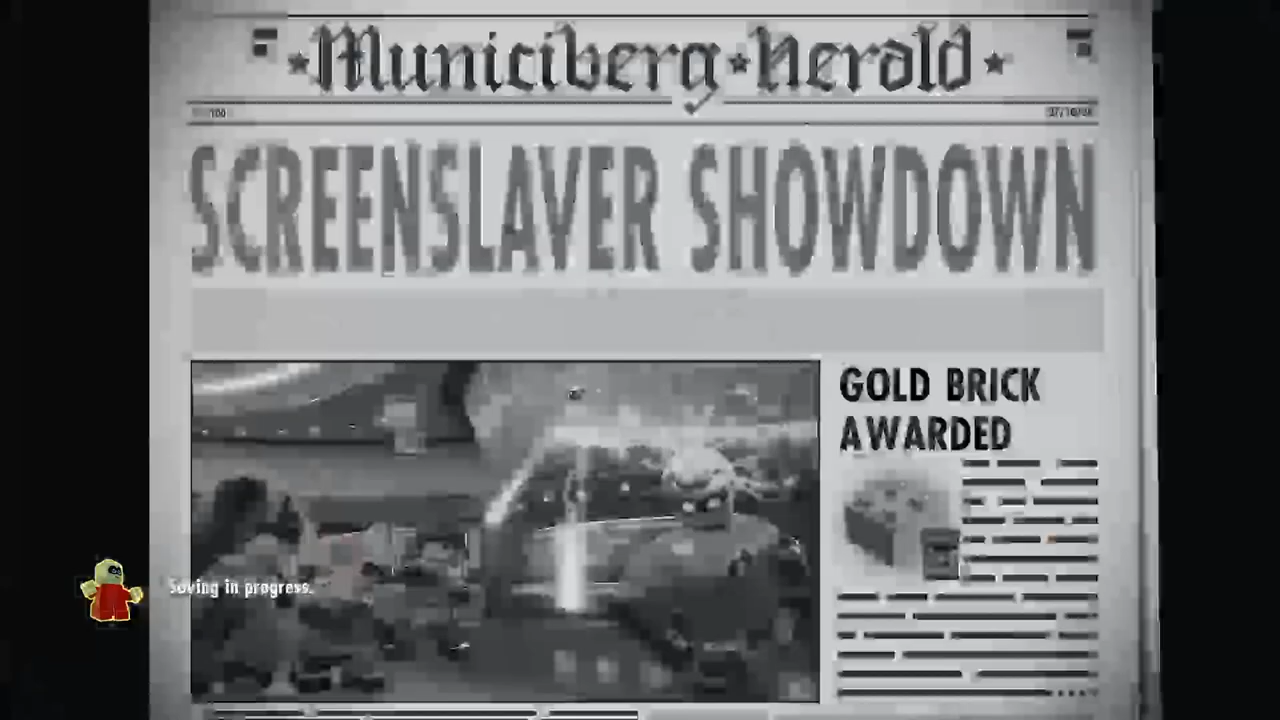 Municiberg Herald
SCREENSLAVER SHOWDOWN
GOLD BRICK
AWARDED
Saving in progress.